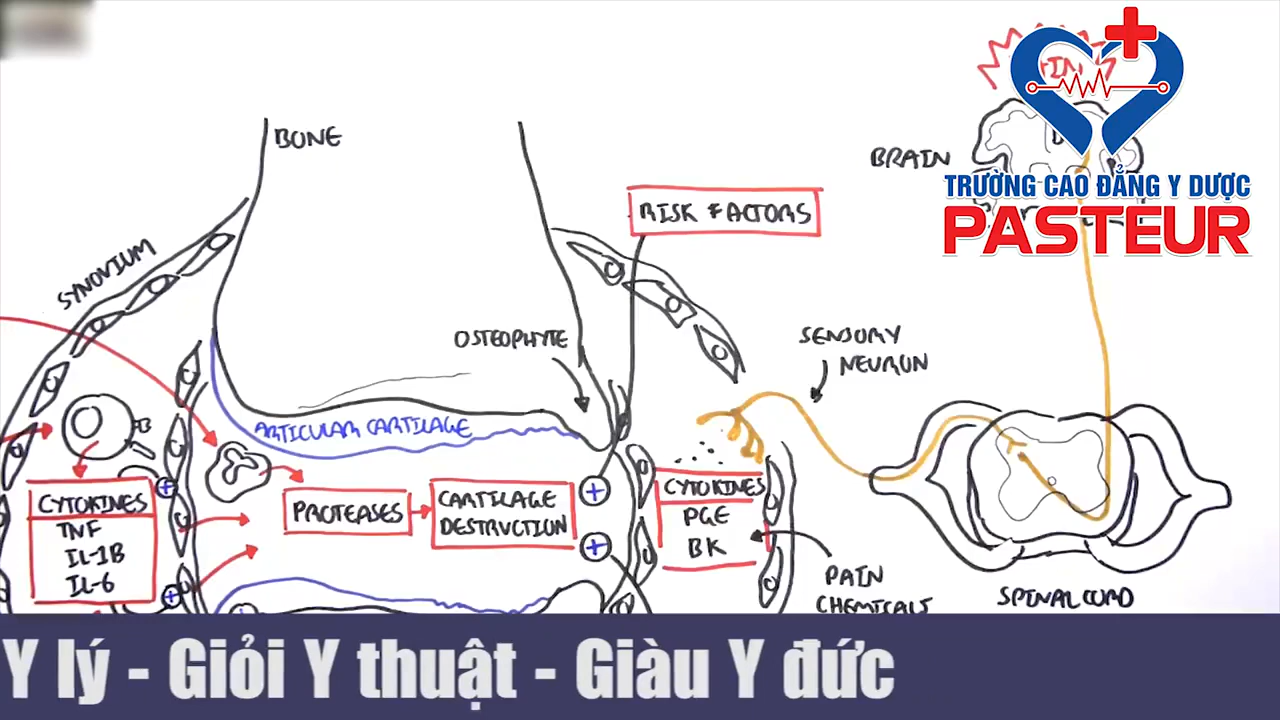 BONE
BRAIN
TRƯỜNG CAO ĐẲNG Y DƯỢC
PASTEUR
RISK FACTORS
SYNOVIUM
OSTEOPHYTE
SENSORY
NEURON
ARTICULAR CARTILAGE
CYTOKINES
TNF
IL-1B
IL-6
PROTEASES
CARTILAGE
DESTRUCTION
CYTOKINES
PGE
BK
PAIN
CHEMICALS
SPINAL CORD
Y lý - Giỏi Y thuật - Giàu Y đức